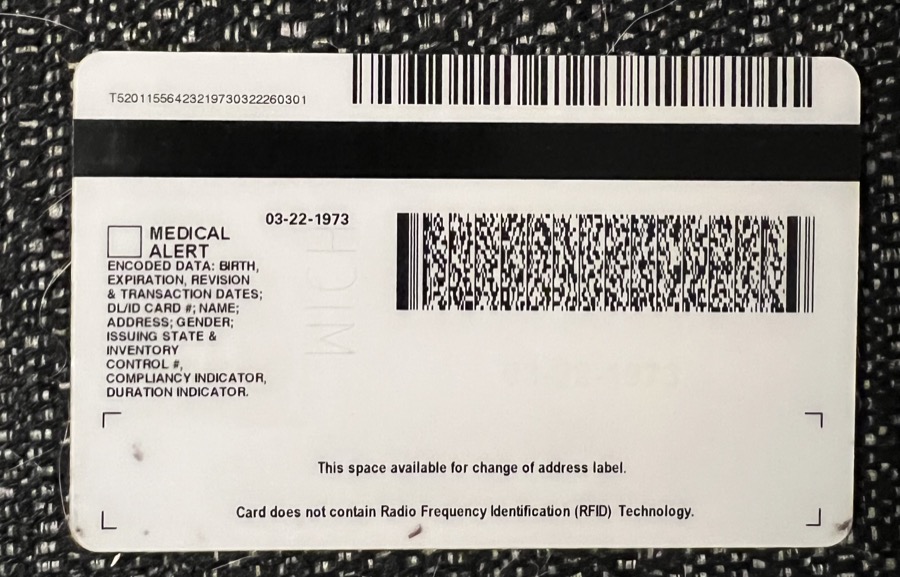 T520115564232197303222260301
03-22-1973
MEDICAL
ALERT
ENCODED DATA: BIRTH,
EXPIRATION, REVISION
& TRANSACTION DATES;
DL/ID CARD #; NAME;
ADDRESS; GENDER;
ISSUING STATE &
INVENTORY
CONTROL #,
COMPLIANCY INDICATOR,
DURATION INDICATOR.
MICH
This space available for change of address label.
Card does not contain Radio Frequency Identification (RFID) Technology.